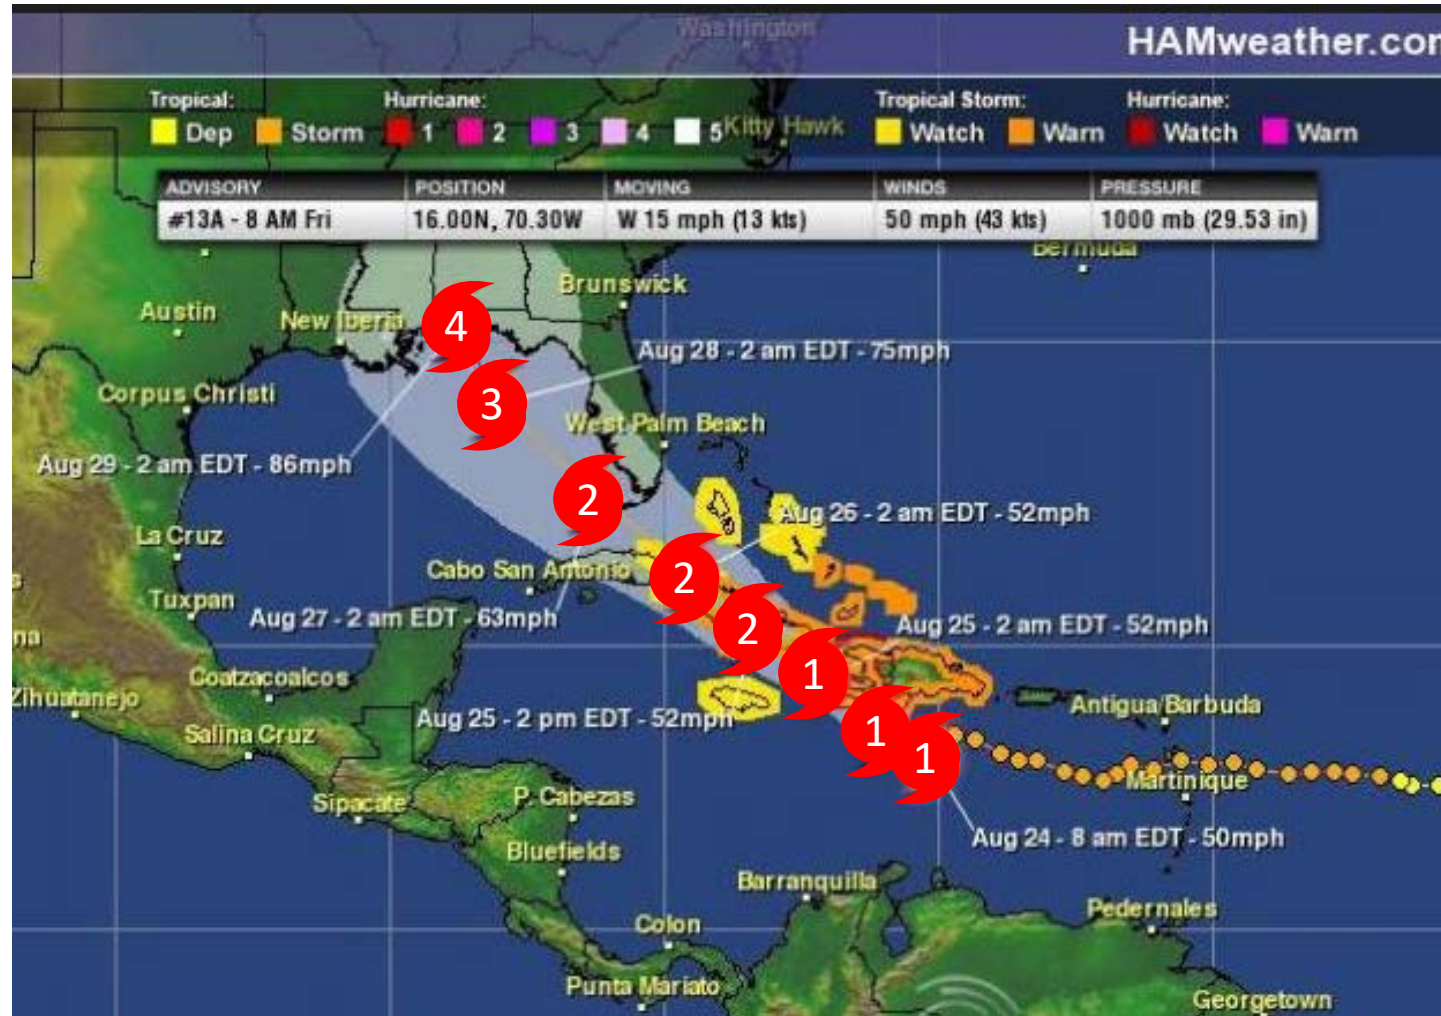 Washington
HAMweather.com
Tropical:
Hurricane:
Tropical Storm:
Hurricane:
Dep
Storm
1
2
3
4
5
Kitty Hawk
Watch
Warn
Watch
Warn
ADVISORY POSITION MOVING WINDS PRESSURE
#13A - 8 AM Fri 16.00N, 70.30W W 15 mph (13 kts) 50 mph (43 kts) 1000 mb (29.53 in)
Bermuda
Brunswick
Austin
New Iberia
4
Aug 28 - 2 am EDT - 75mph
Corpus Christi
3
West Palm Beach
Aug 29 - 2 am EDT - 86mph
2
Aug 26 - 2 am EDT - 52mph
La Cruz
Cabo San Antonio
2
Tuxpan
Aug 27 - 2 am EDT - 63mph
2
Aug 25 - 2 am EDT - 52mph
na
Coatzacoalcos
1
Zihuatanejo
Antigua/Barbuda
Aug 25 - 2 pm EDT - 52mph
Salina Cruz
1
1
Martinique
Sipacate
P. Cabezas
Aug 24 - 8 am EDT - 50mph
Bluefields
Barranquilla
Pedernales
Colon
Punta Mariato
Georgetown